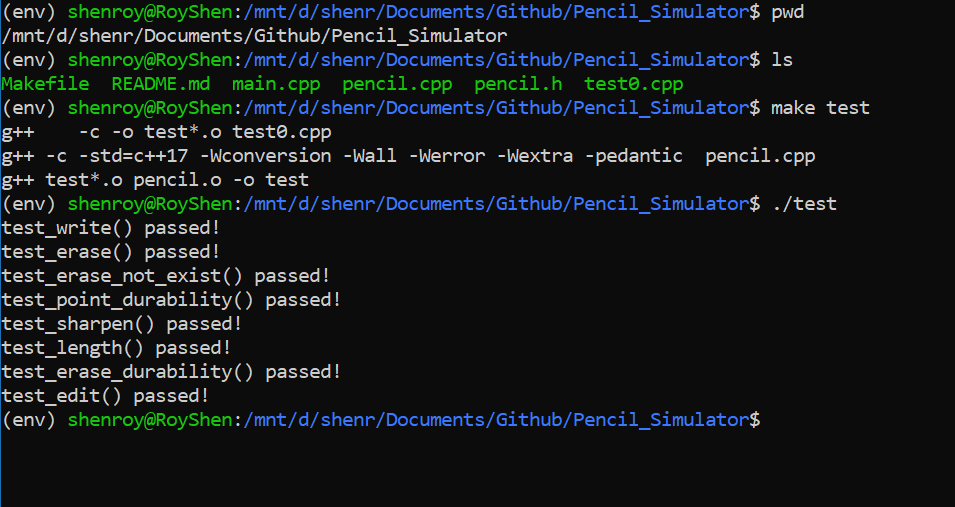 (env) shenroy@RoyShen:/mnt/d/shenr/Documents/Github/Pencil_Simulator$ pwd
/mnt/d/shenr/Documents/Github/Pencil_Simulator
(env) shenroy@RoyShen:/mnt/d/shenr/Documents/Github/Pencil_Simulator$ ls
Makefile  README.md  main.cpp  pencil.cpp  pencil.h  test0.cpp
(env) shenroy@RoyShen:/mnt/d/shenr/Documents/Github/Pencil_Simulator$ make test
g++    -c -o test*.o test0.cpp
g++ -c -std=c++17 -Wconversion -Wall -Werror -Wextra -pedantic  pencil.cpp
g++ test*.o pencil.o -o test
(env) shenroy@RoyShen:/mnt/d/shenr/Documents/Github/Pencil_Simulator$ ./test
test_write() passed!
test_erase() passed!
test_erase_not_exist() passed!
test_point_durability() passed!
test_sharpen() passed!
test_length() passed!
test_erase_durability() passed!
test_edit() passed!
(env) shenroy@RoyShen:/mnt/d/shenr/Documents/Github/Pencil_Simulator$